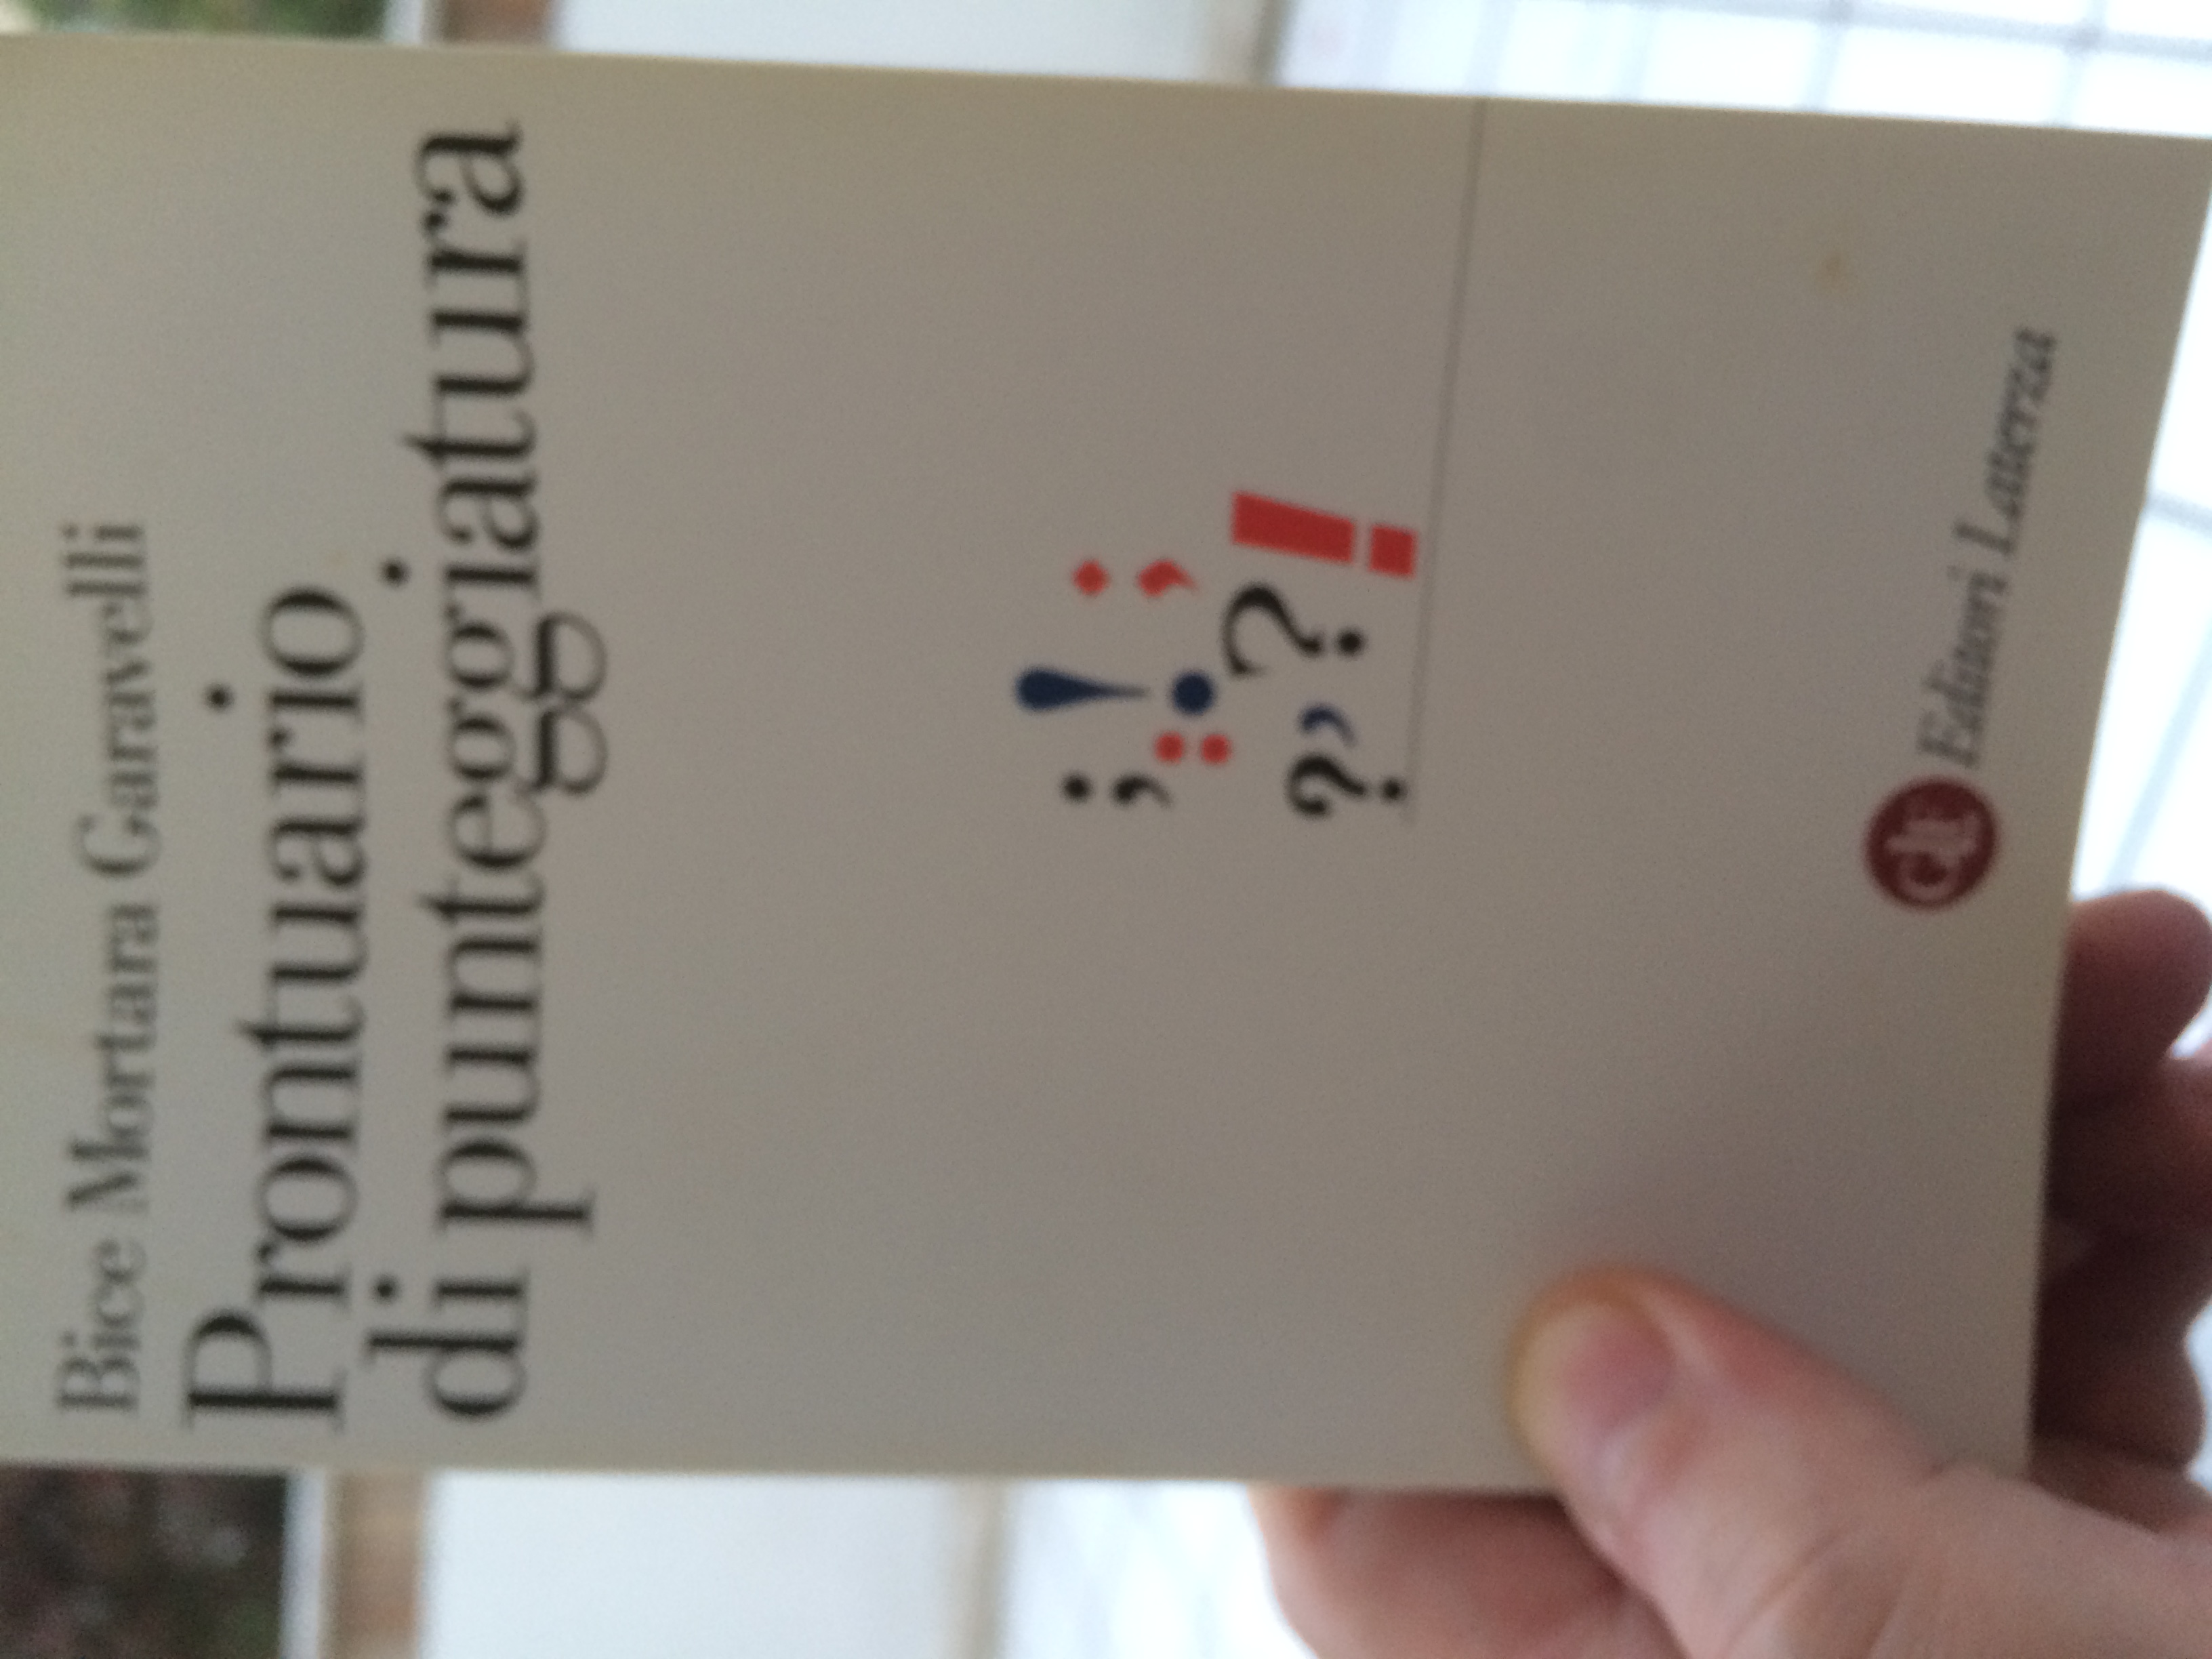 Bice Mortara Garavelli
Prontuario
di punteggiatura
; ! ; : ? , ? !
Editori Laterza